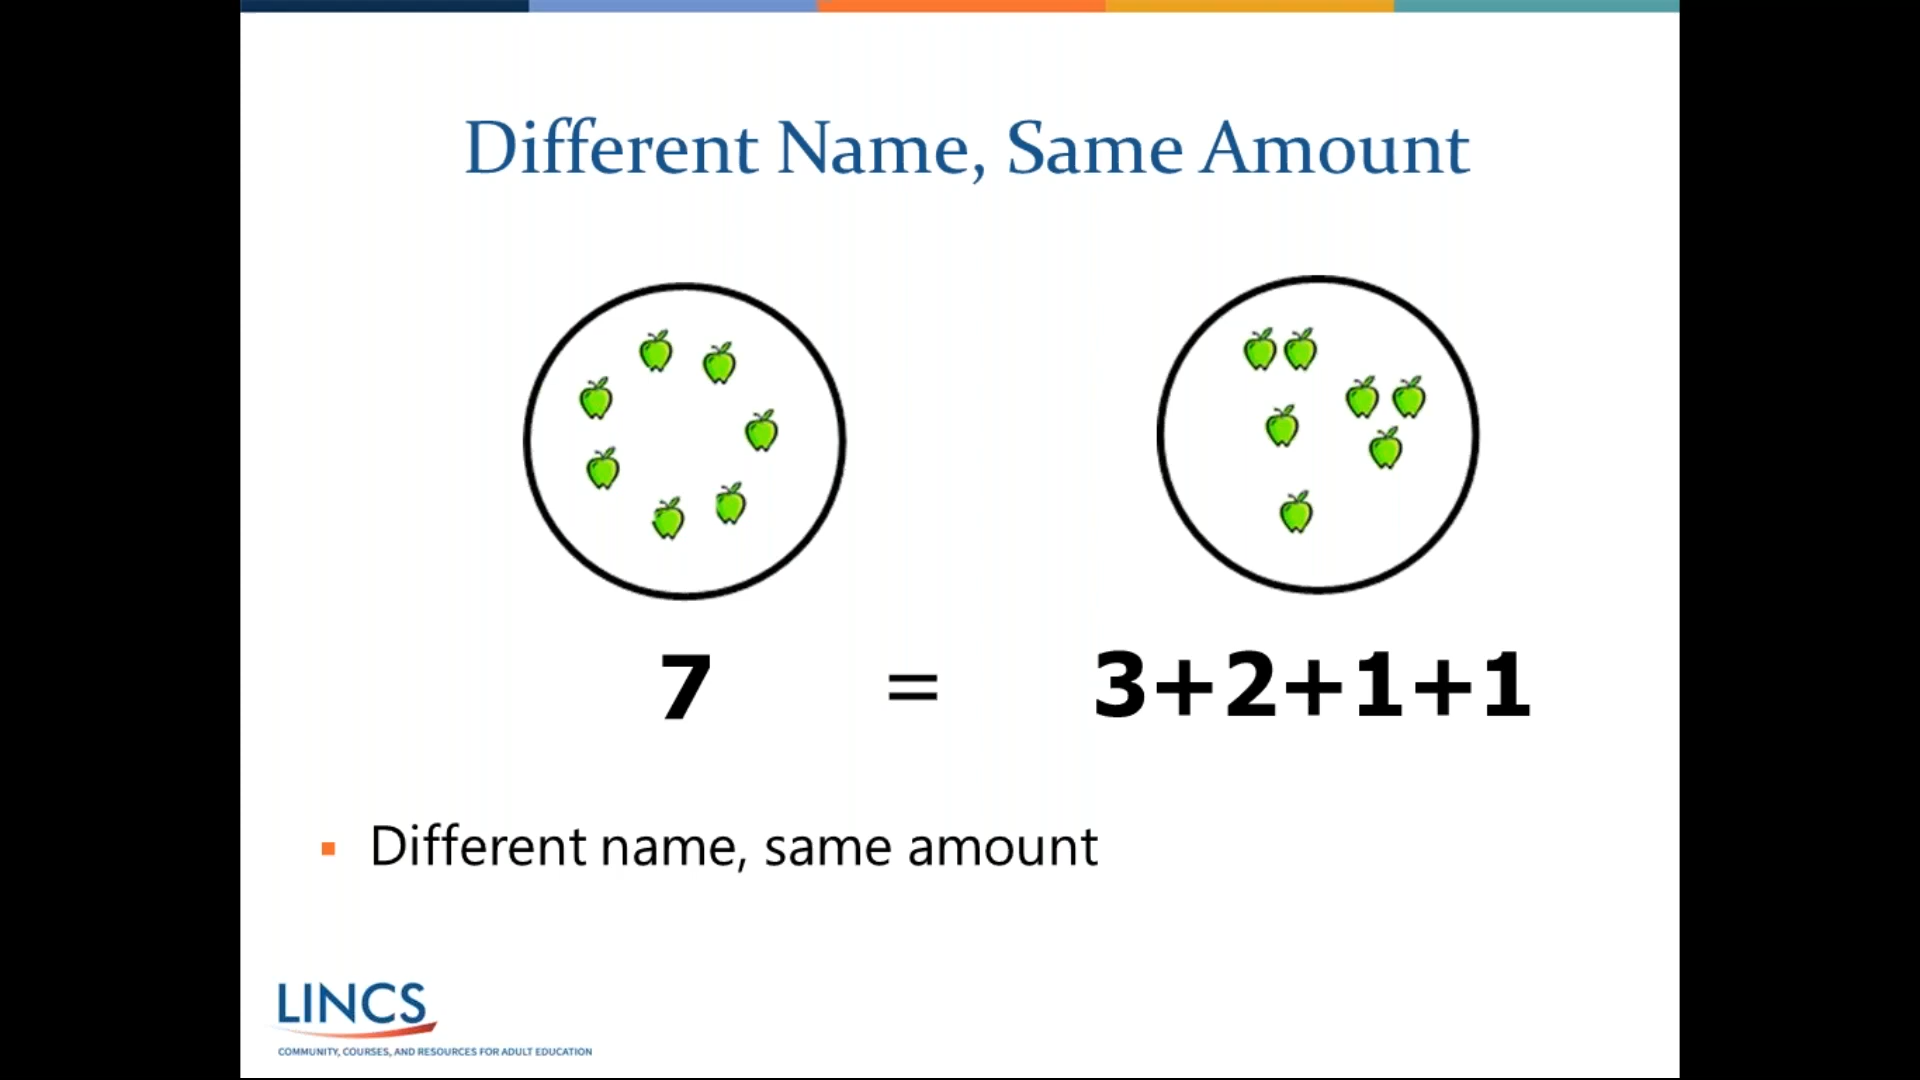 Different Name, Same Amount
7 = 3+2+1+1
Different name, same amount
LINCS
COMMUNITY, COURSES, AND RESOURCES FOR ADULT EDUCATION